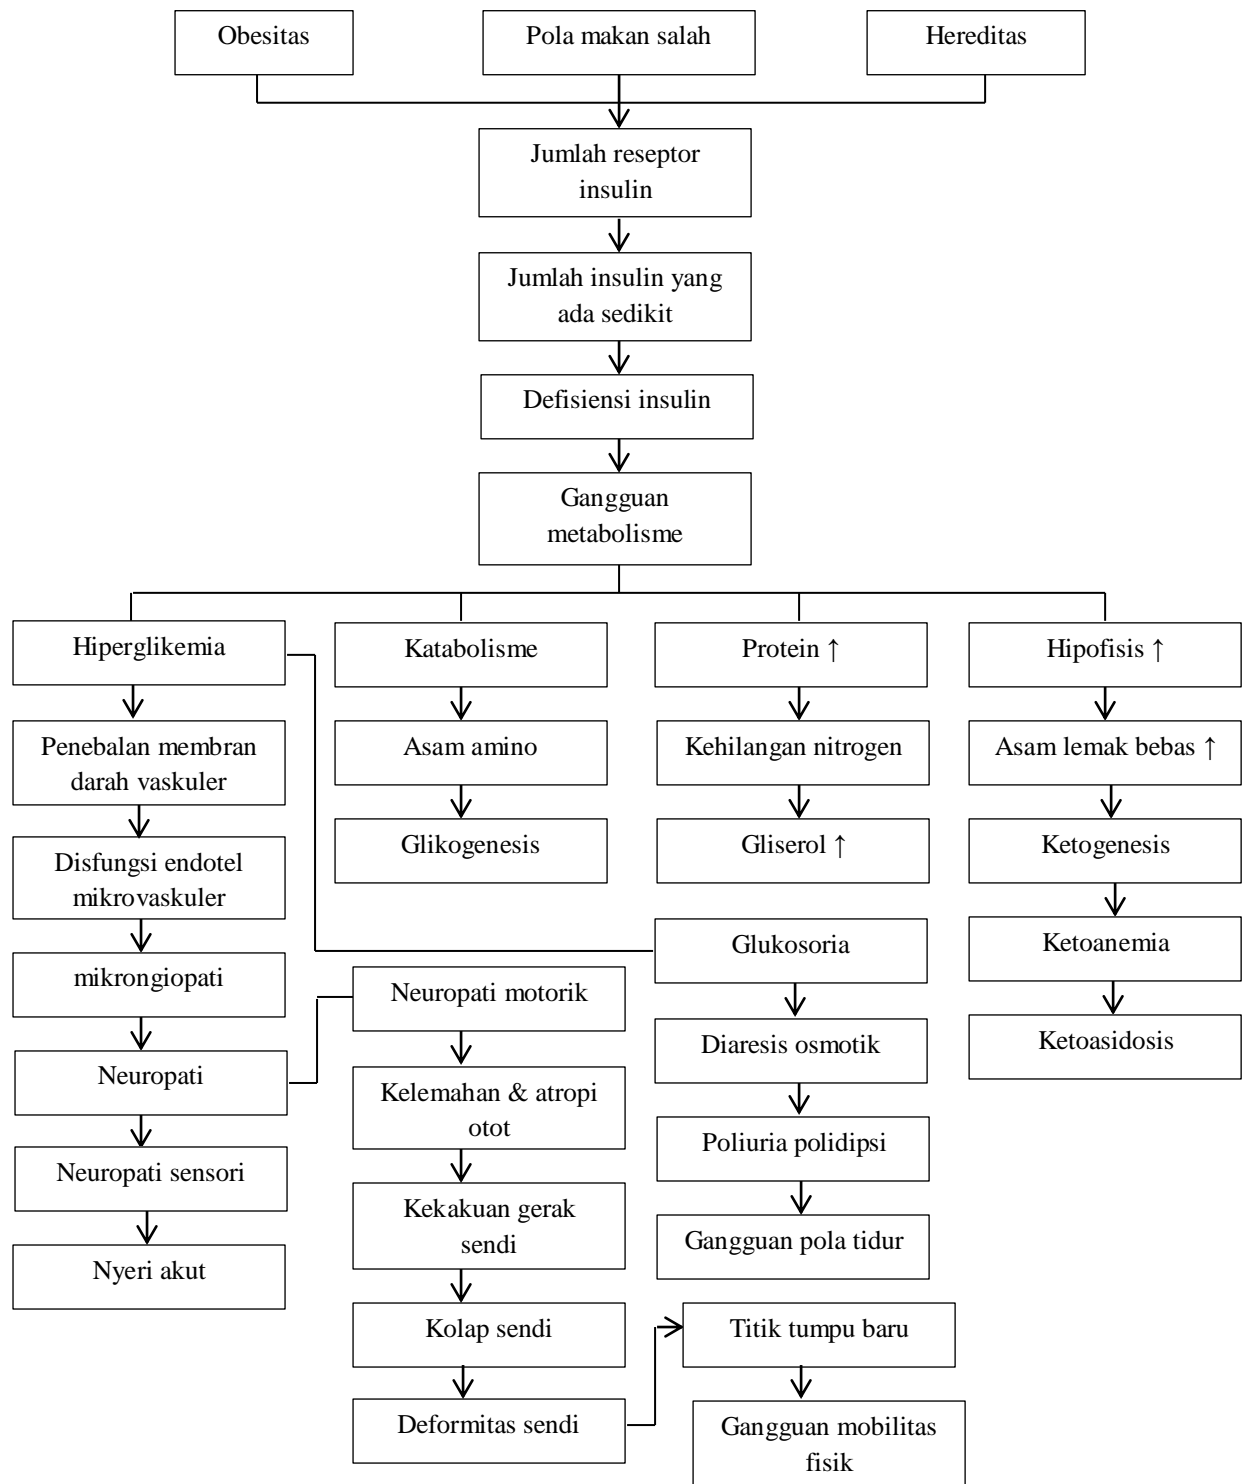 Obesitas
Pola makan salah
Hereditas
Jumlah reseptor
insulin
Jumlah insulin yang
ada sedikit
Defisiensi insulin
Gangguan
metabolisme
Hiperglikemia
Katabolisme
Protein ↑
Hipofisis ↑
Penebalan membran
darah vaskuler
Asam amino
Kehilangan nitrogen
Asam lemak bebas ↑
Disfungsi endotel
mikrovaskuler
Glikogenesis
Gliserol ↑
Ketogenesis
mikrongiopati
Neuropati motorik
Glukosoria
Ketoanemia
Neuropati
Kelemahan & atropi
otot
Diaresis osmotik
Ketoasidosis
Neuropati sensori
Kekakuan gerak
sendi
Poliuria polidipsi
Nyeri akut
Gangguan pola tidur
Kolap sendi
Titik tumpu baru
Deformitas sendi
Gangguan mobilitas
fisik